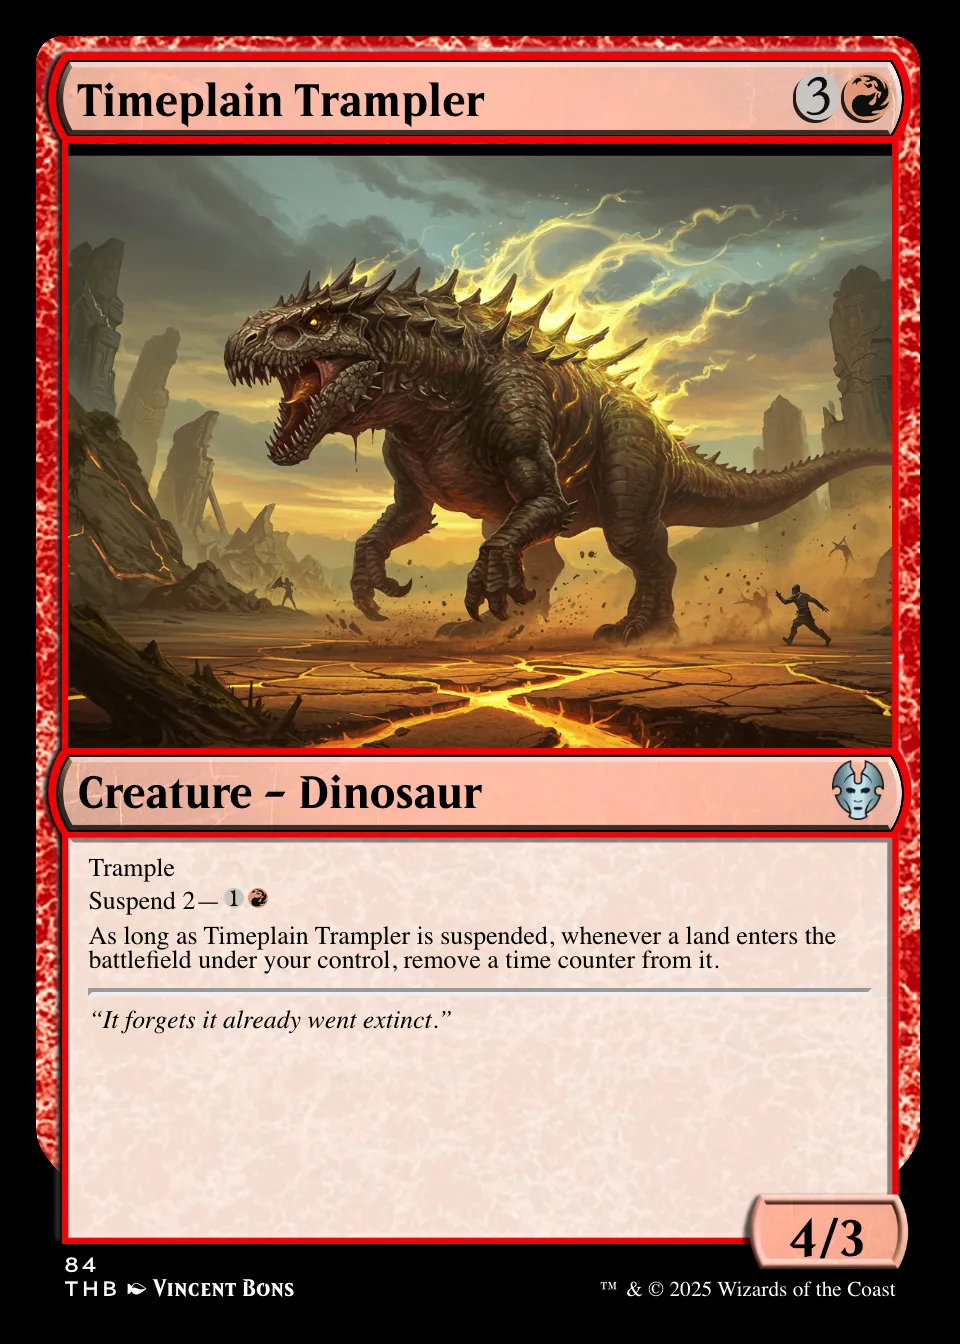 Timeplain Trampler 3
Creature – Dinosaur
Trample
Suspend 2— 1
As long as Timeplain Trampler is suspended, whenever a land enters the
battlefield under your control, remove a time counter from it.
“It forgets it already went extinct.”
4/3
84
THB Vincent Bons
™ & © 2025 Wizards of the Coast